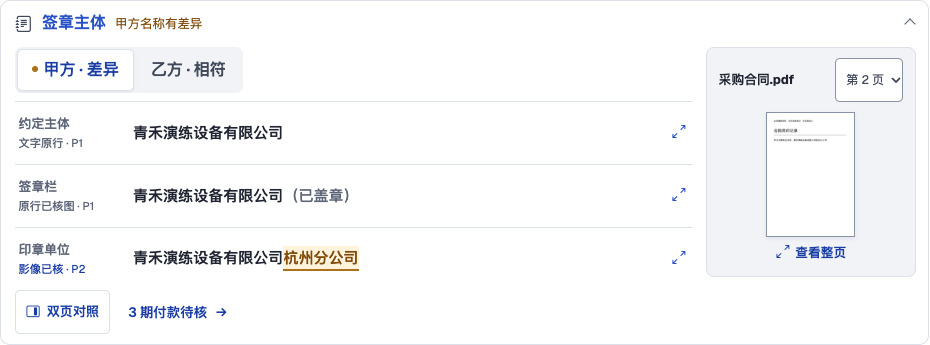 签章主体 甲方名称有差异
甲方 · 差异
乙方 · 相符
约定主体
文字原行 · P1
青禾演练设备有限公司
签章栏
原行已核图 · P1
青禾演练设备有限公司（已盖章）
印章单位
影像已核 · P2
青禾演练设备有限公司杭州分公司
双页对照
3 期付款待核 →
采购合同.pdf
第 2 页
查看整页